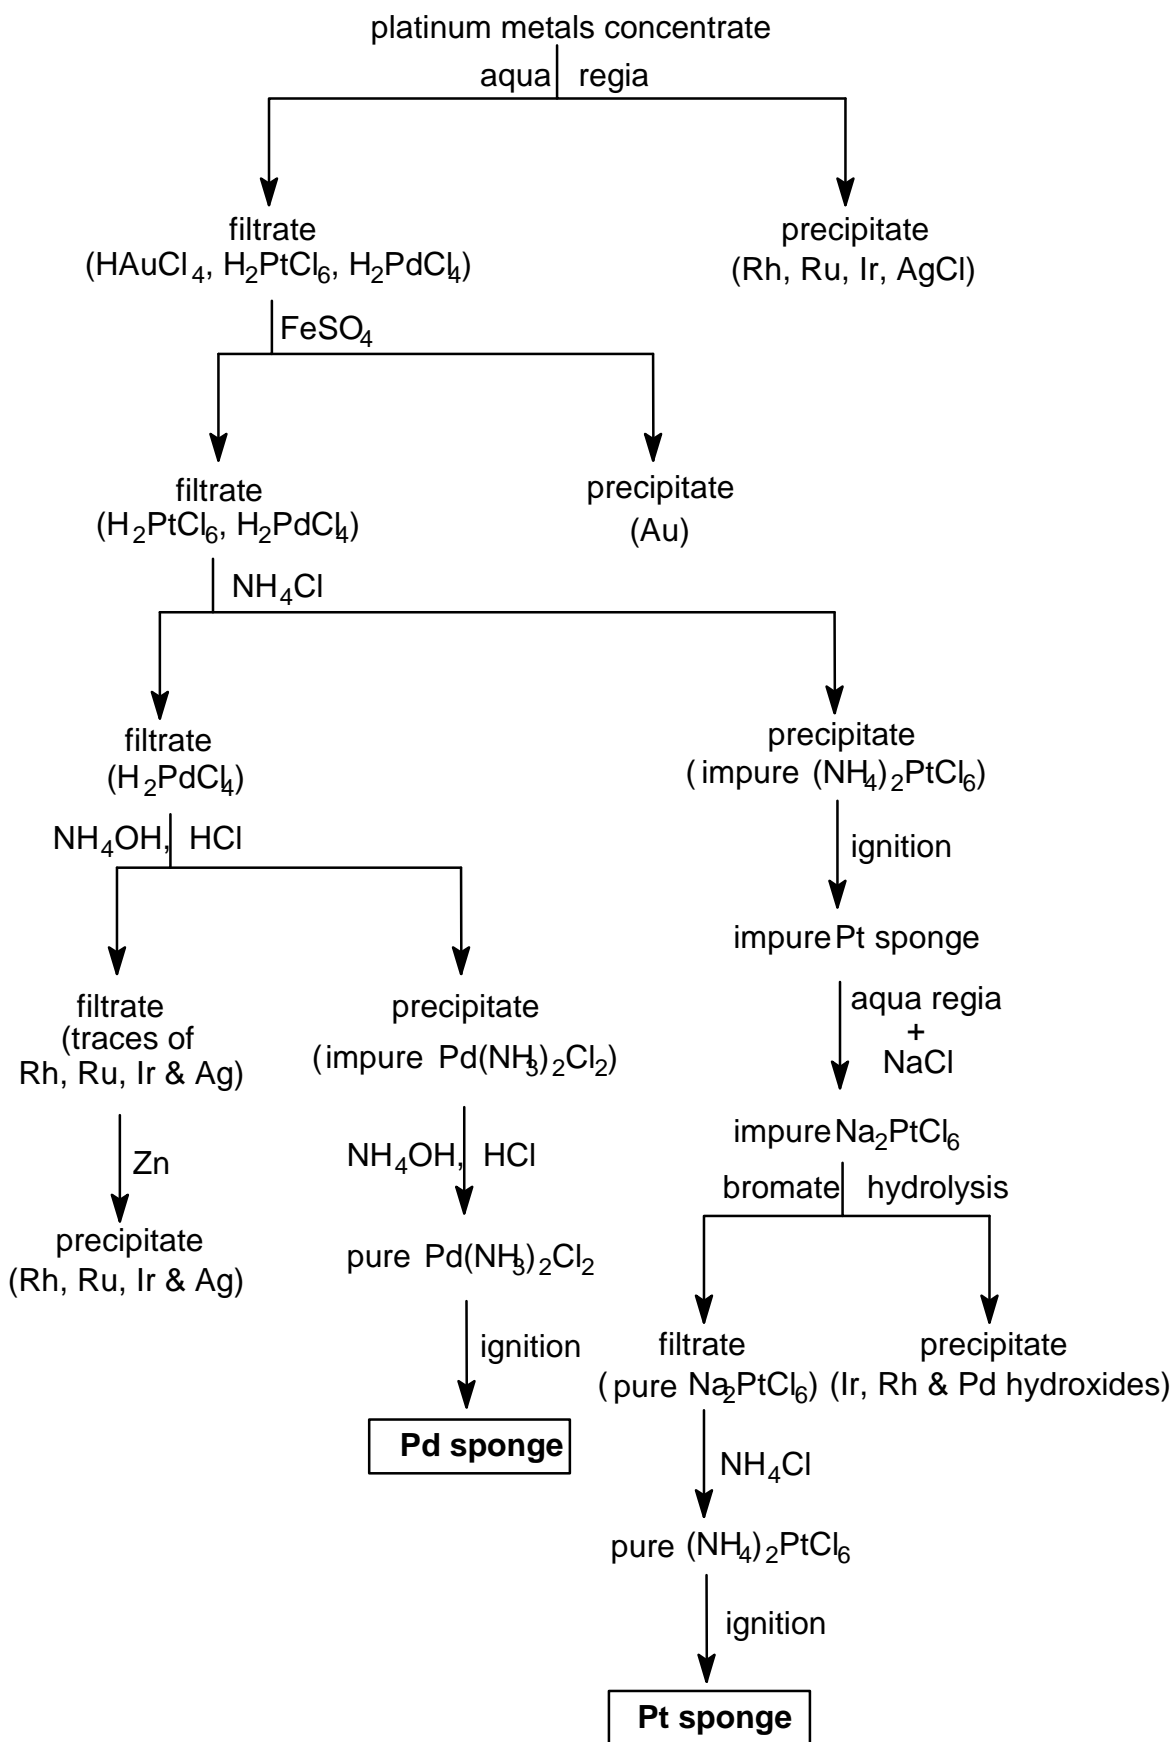 platinum metals concentrate
aqua regia
filtrate
(HAuCl4, H2PtCl6, H2PdCl4)
precipitate
(Rh, Ru, Ir, AgCl)
FeSO4
filtrate
(H2PtCl6, H2PdCl4)
precipitate
(Au)
NH4Cl
filtrate
(H2PdCl4)
precipitate
(impure (NH4)2PtCl6)
NH4OH, HCl
ignition
impure Pt sponge
filtrate
(traces of
Rh, Ru, Ir & Ag)
precipitate
(impure Pd(NH3)2Cl2)
aqua regia
+
NaCl
impure Na2PtCl6
Zn
NH4OH, HCl
bromate hydrolysis
precipitate
(Rh, Ru, Ir & Ag)
pure Pd(NH3)2Cl2
ignition
filtrate
(pure Na2PtCl6)
precipitate
(Ir, Rh & Pd hydroxides)
Pd sponge
NH4Cl
pure (NH4)2PtCl6
ignition
Pt sponge